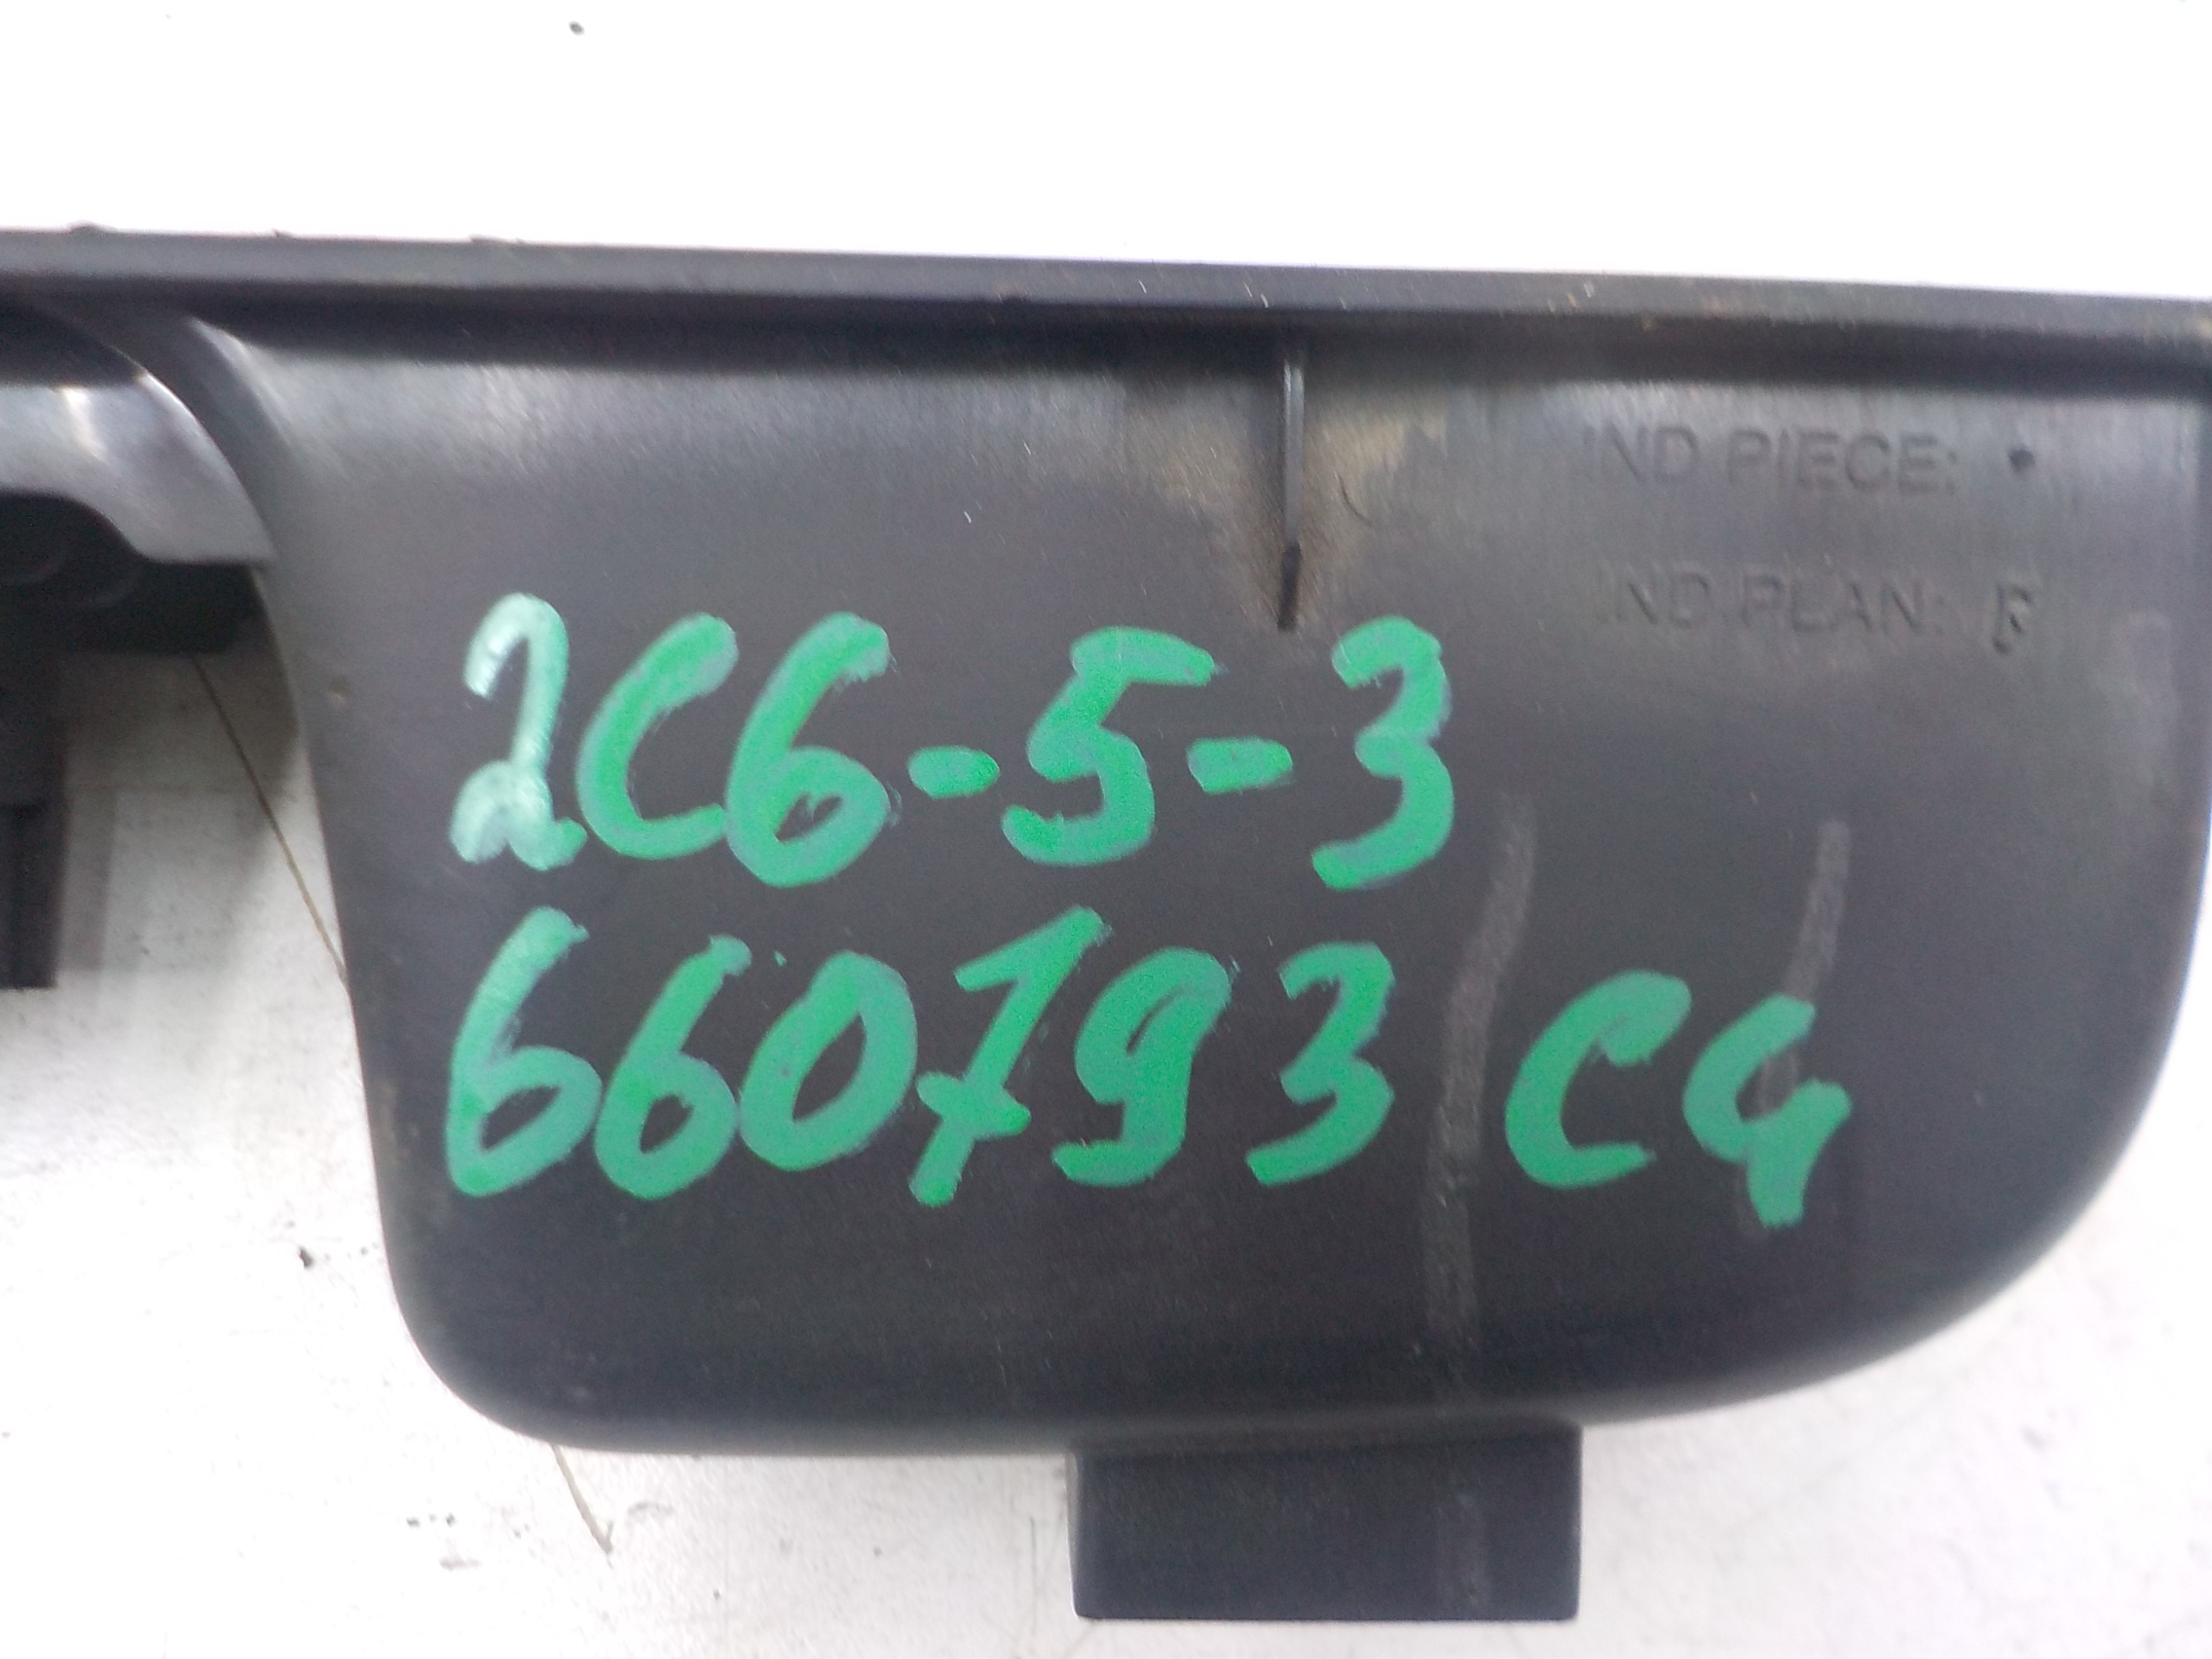 IND PIECE:
IND PLAN: F
2C6-5-3
660793 C4